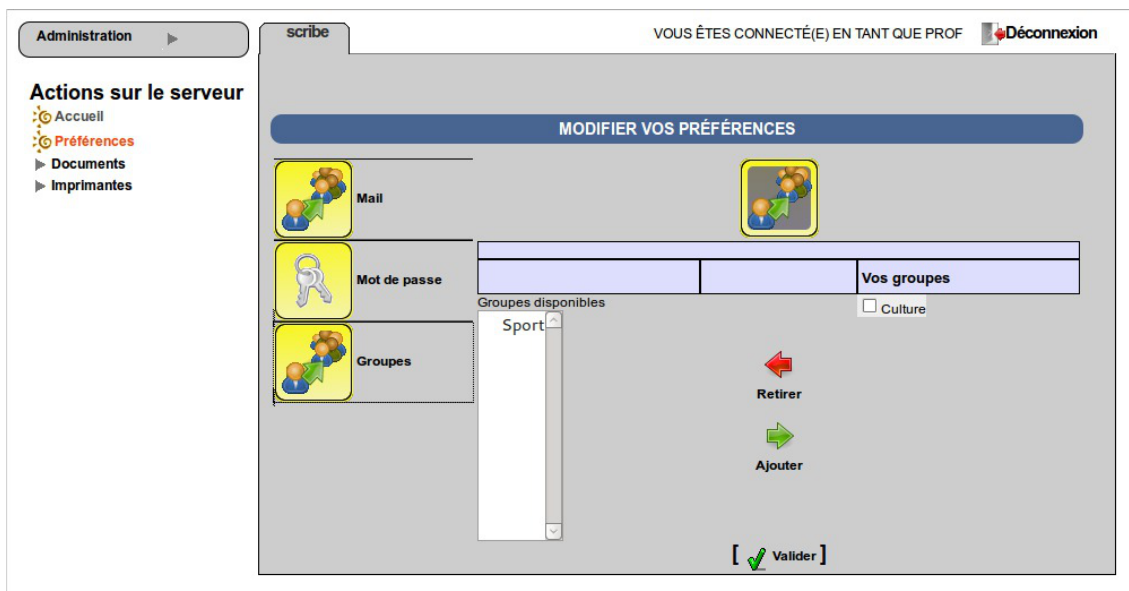 Administration
scribe
VOUS ÊTES CONNECTÉ(E) EN TANT QUE PROF
Déconnexion
Actions sur le serveur
Accueil
Préférences
Documents
Imprimantes
MODIFIER VOS PRÉFÉRENCES
Mail
Mot de passe
Groupes
Vos groupes
Groupes disponibles
Culture
Sport
Retirer
Ajouter
[ Valider ]